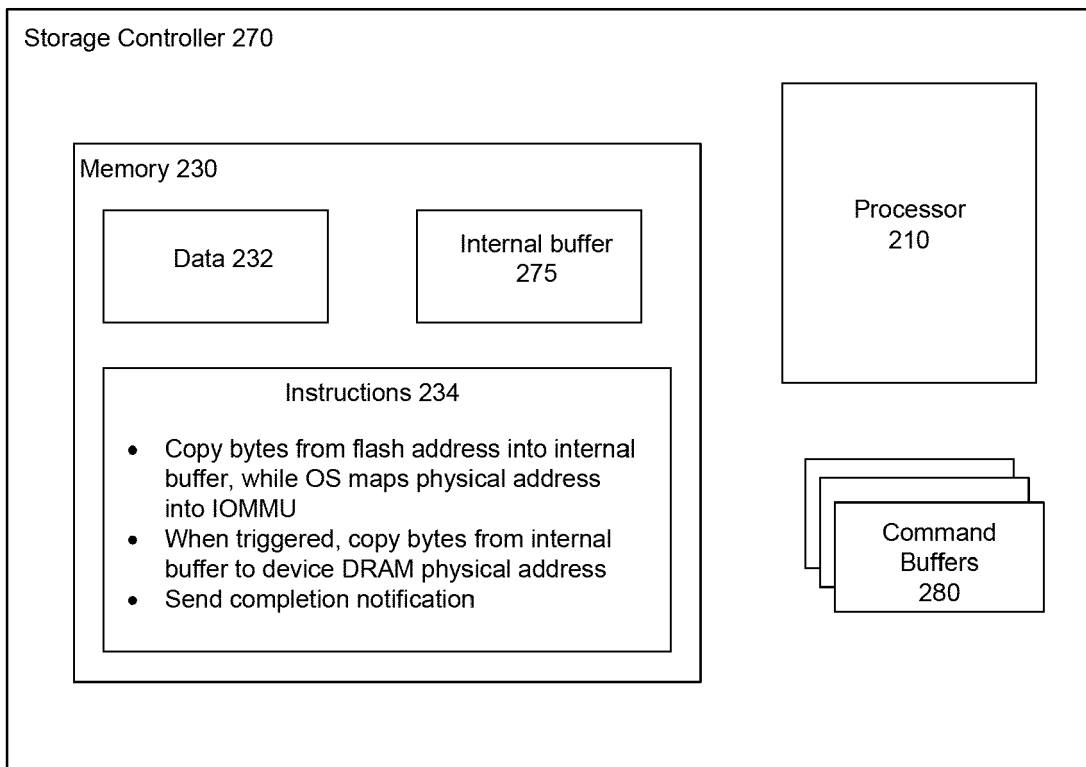 Storage Controller 270
Memory 230
Data 232
Internal buffer
275
Instructions 234
• Copy bytes from flash address into internal
buffer, while OS maps physical address
into IOMMU
• When triggered, copy bytes from internal
buffer to device DRAM physical address
• Send completion notification
Processor
210
Command
Buffers
280